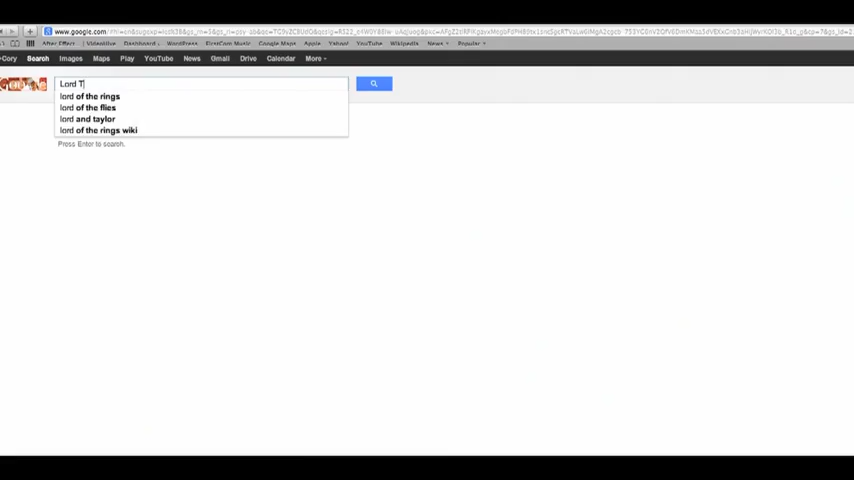 www.google.com
After Effect
VideoHive
Dashboard
WordPress
FirstCom Music
Google Maps
Apple
Yahoo!
YouTube
Wikipedia
News
Popular
Cory
Search
Images
Maps
Play
YouTube
News
Gmail
Drive
Calendar
More
Lord T
lord of the rings
lord of the flies
lord and taylor
lord of the rings wiki
Press Enter to search.